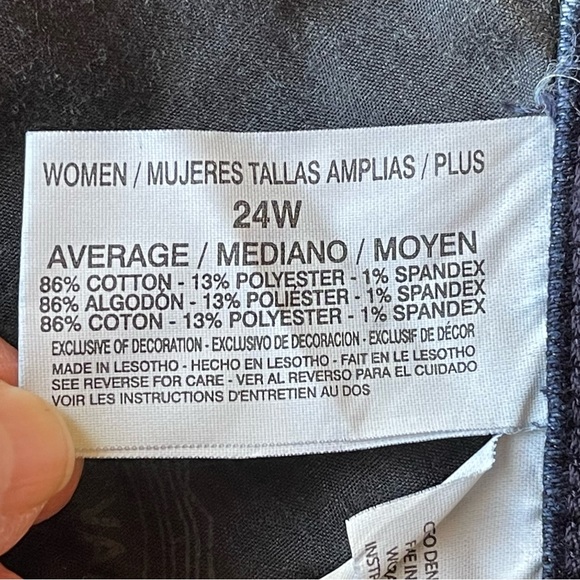 WOMEN / MUJERES TALLAS AMPLIAS / PLUS
24W
AVERAGE / MEDIANO / MOYEN
86% COTTON - 13% POLYESTER - 1% SPANDEX
86% ALGODÓN - 13% POLIÉSTER - 1% SPANDEX
86% COTON - 13% POLYESTER - 1% SPANDEX
EXCLUSIVE OF DECORATION - EXCLUSIVO DE DECORACION - EXCLUSIF DE DÉCOR
MADE IN LESOTHO - HECHO EN LESOTHO - FAIT EN LE LESOTHO
SEE REVERSE FOR CARE - VER AL REVERSO PARA EL CUIDADO
VOIR LES INSTRUCTIONS D'ENTRETIEN AU DOS